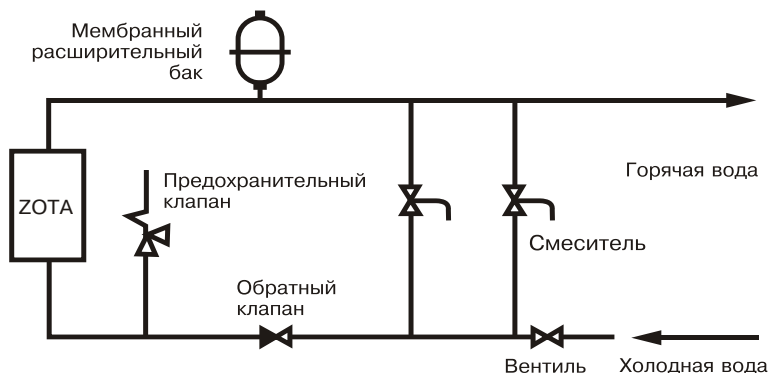 Мембранный
расширительный
бак
Горячая вода
Предохранительный
клапан
ZOTA
Смеситель
Обратный
клапан
Вентиль
Холодная вода